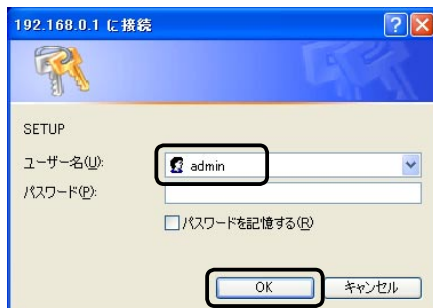 192.168.0.1 に接続
SETUP
ユーザー名(U):
admin
パスワード(P):
パスワードを記憶する(R)
OK
キャンセル